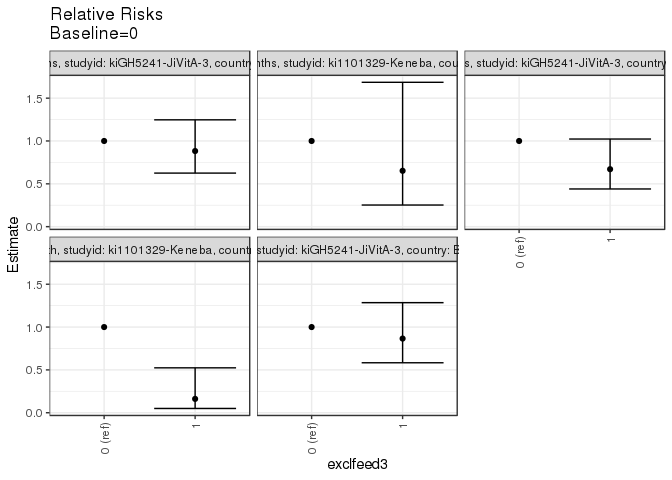 Relative Risks
Baseline=0
s, studyid: kiGH5241-JiVitA-3, country
nths, studyid: ki1101329-Keneba, cou
s, studyid: kiGH5241-JiVitA-3, country
1.5
1.0
0.5
0.0
0 (ref)
1
h, studyid: ki1101329-Keneba, countr
studyid: kiGH5241-JiVitA-3, country: B
1.5
1.0
0.5
0.0
0 (ref)
1
0 (ref)
1
Estimate
exclfeed3